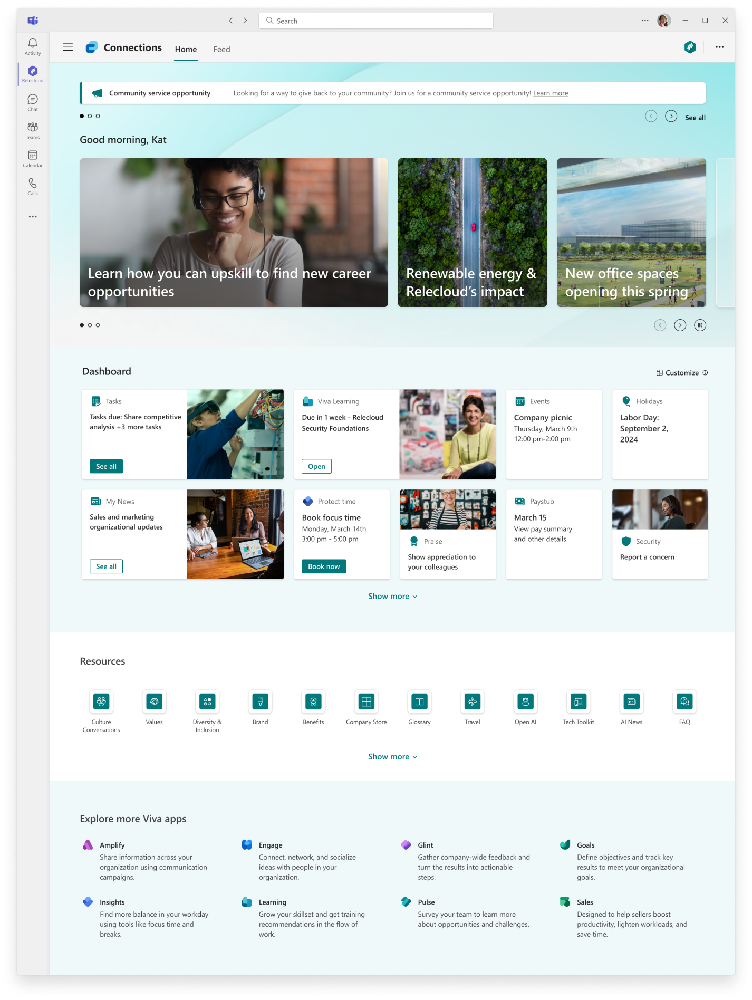 Search
Activity
Relecloud
Chat
Teams
Calendar
Calls
Connections
Home
Feed
Community service opportunity
Looking for a way to give back to your community? Join us for a community service opportunity! Learn more
See all
Good morning, Kat
Learn how you can upskill to find new career
opportunities
Renewable energy &
Relecloud's impact
New office spaces
opening this spring
Dashboard
Customize
Tasks
Tasks due: Share competitive
analysis +3 more tasks
See all
Viva Learning
Due in 1 week - Relecloud
Security Foundations
Open
Events
Company picnic
Thursday, March 9th
12:00 pm-2:00 pm
Holidays
Labor Day:
September 2,
2024
My News
Sales and marketing
organizational updates
See all
Protect time
Book focus time
Monday, March 14th
3:00 pm - 5:00 pm
Book now
Praise
Show appreciation to
your colleagues
Paystub
March 15
View pay summary
and other details
Security
Report a concern
Show more
Resources
Culture
Conversations
Values
Diversity &
Inclusion
Brand
Benefits
Company Store
Glossary
Travel
Open AI
Tech Toolkit
AI News
FAQ
Show more
Explore more Viva apps
Amplify
Share information across your
organization using communication
campaigns.
Engage
Connect, network, and socialize
ideas with people in your
organization.
Glint
Gather company-wide feedback and
turn the results into actionable
steps.
Goals
Define objectives and track key
results to meet your organizational
goals.
Insights
Find more balance in your workday
using tools like focus time and
breaks.
Learning
Grow your skillset and get training
recommendations in the flow of
work.
Pulse
Survey your team to learn more
about opportunities and challenges.
Sales
Designed to help sellers boost
productivity, lighten workloads, and
save time.